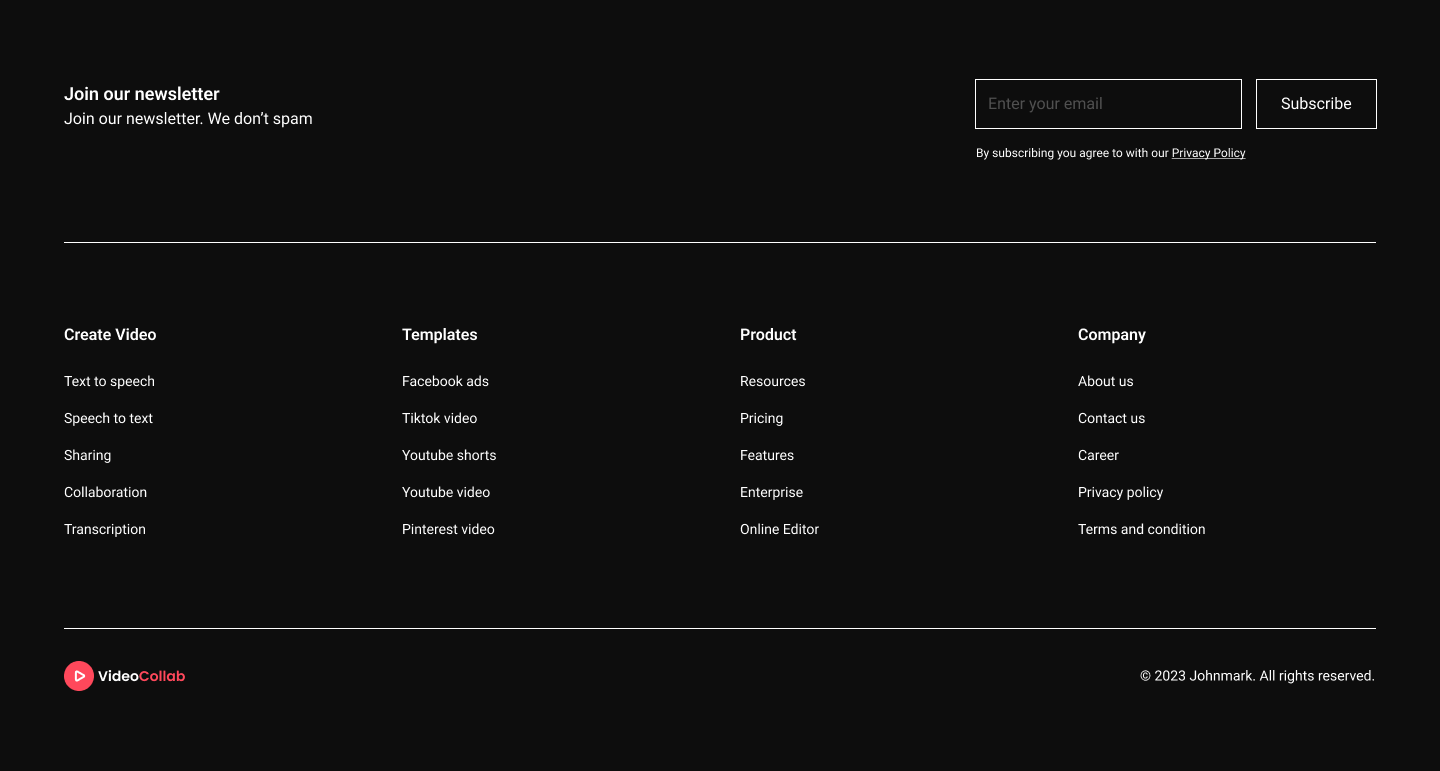 Join our newsletter
Join our newsletter. We don’t spam
Enter your email
Subscribe
By subscribing you agree to with our Privacy Policy
Create Video
Text to speech
Speech to text
Sharing
Collaboration
Transcription
Templates
Facebook ads
Tiktok video
Youtube shorts
Youtube video
Pinterest video
Product
Resources
Pricing
Features
Enterprise
Online Editor
Company
About us
Contact us
Career
Privacy policy
Terms and condition
VideoCollab
© 2023 Johnmark. All rights reserved.